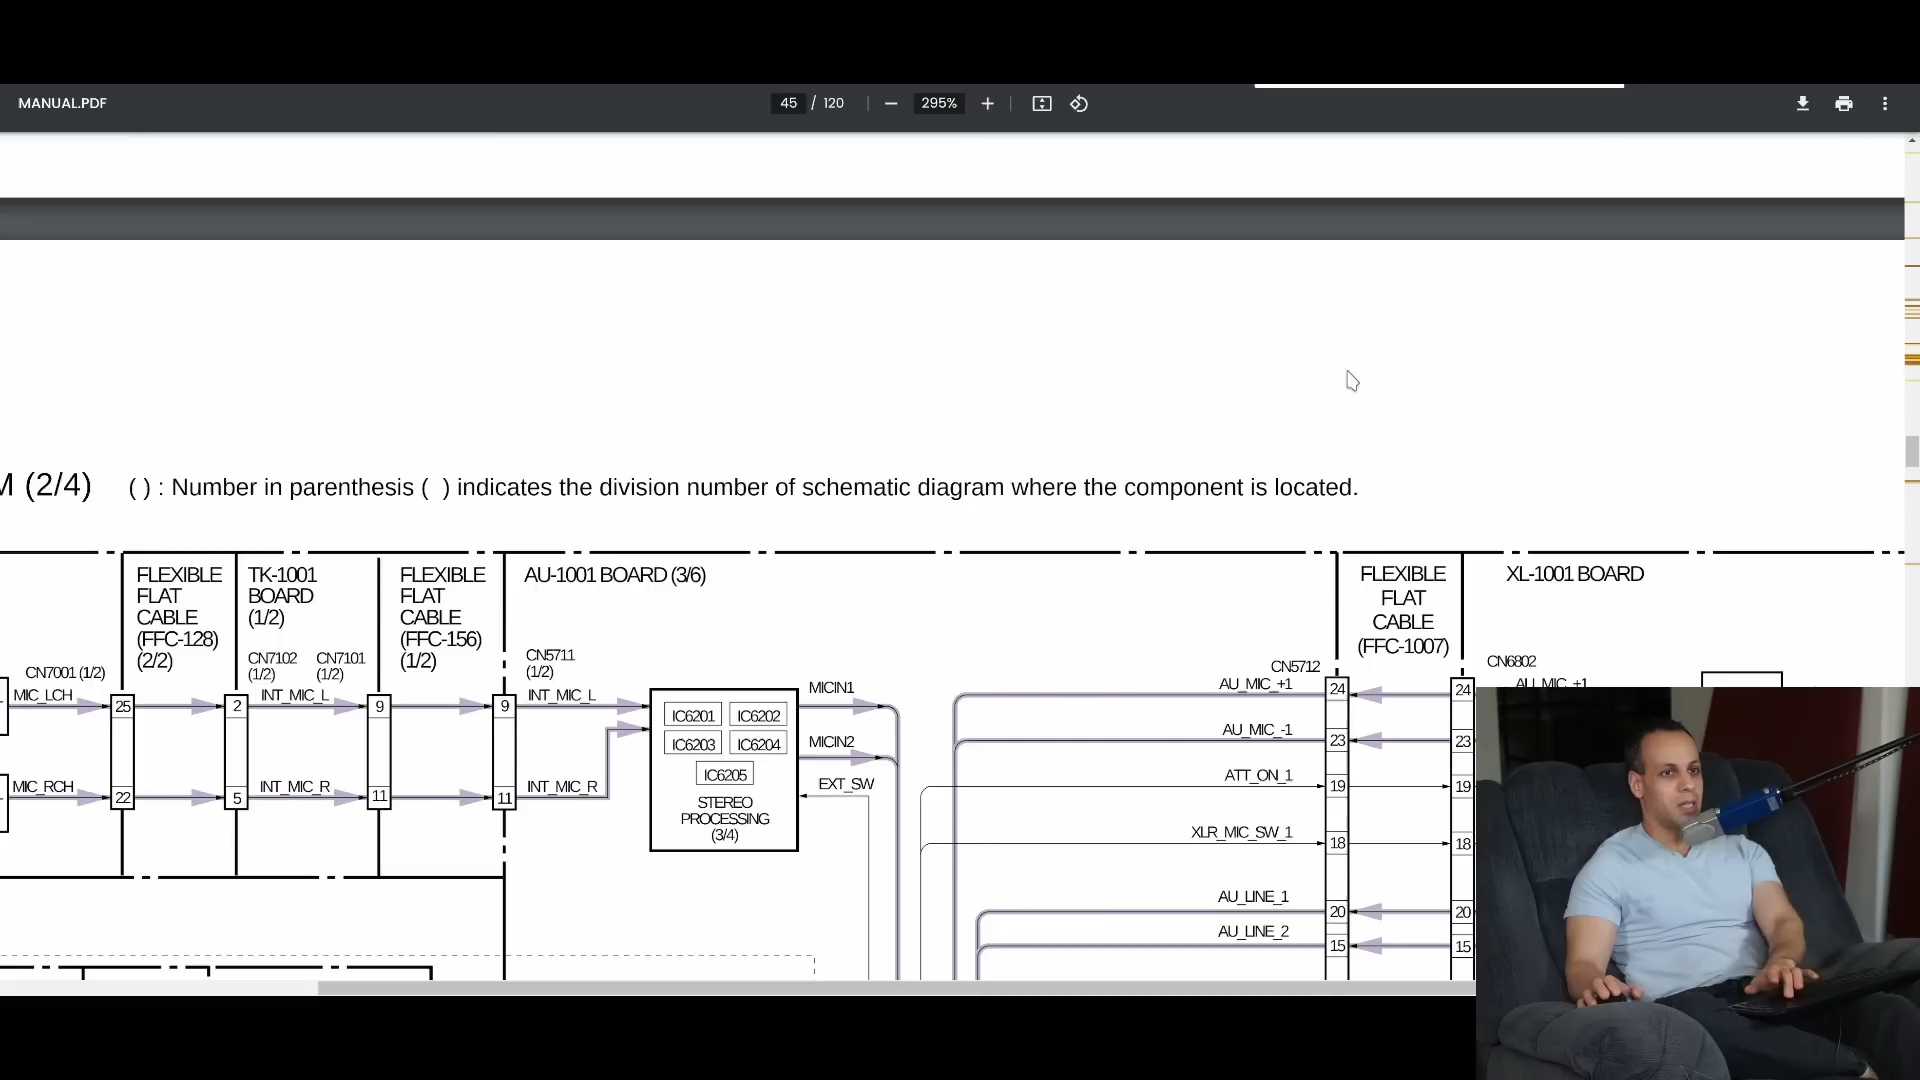 MANUAL.PDF
45 / 120
295%
M (2/4) ( ) : Number in parenthesis ( ) indicates the division number of schematic diagram where the component is located.
FLEXIBLE
FLAT
CABLE
(FFC-128)
(2/2)
TK-1001
BOARD
(1/2)
FLEXIBLE
FLAT
CABLE
(FFC-156)
(1/2)
AU-1001 BOARD (3/6)
FLEXIBLE
FLAT
CABLE
(FFC-1007)
XL-1001 BOARD
CN7001 (1/2)
CN7102
(1/2)
CN7101
(1/2)
CN5711
(1/2)
CN5712
CN6802
MIC_LCH
25
2
INT_MIC_L
9
9
INT_MIC_L
MIC_RCH
22
5
INT_MIC_R
11
11
INT_MIC_R
IC6201
IC6202
IC6203
IC6204
IC6205
STEREO
PROCESSING
(3/4)
MICIN1
MICIN2
EXT_SW
AU_MIC_+1
24
24
AU_MIC_+1
AU_MIC_-1
23
23
ATT_ON_1
19
19
XLR_MIC_SW_1
18
18
AU_LINE_1
20
20
AU_LINE_2
15
15